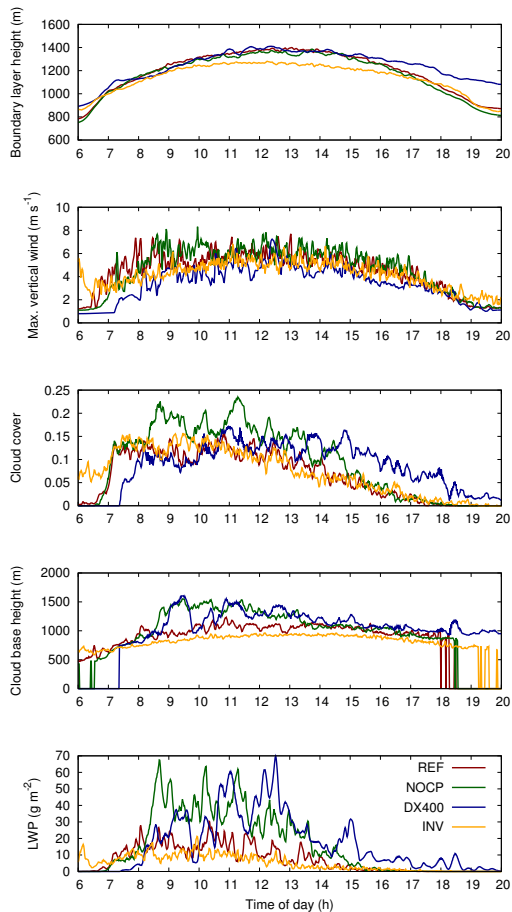 Boundary layer height (m)
1600
1400
1200
1000
800
600
6 7 8 9 10 11 12 13 14 15 16 17 18 19 20
Max. vertical wind (m s-1)
10
8
6
4
2
0
6 7 8 9 10 11 12 13 14 15 16 17 18 19 20
Cloud cover
0.25
0.2
0.15
0.1
0.05
0
6 7 8 9 10 11 12 13 14 15 16 17 18 19 20
Cloud base height (m)
2000
1500
1000
500
0
6 7 8 9 10 11 12 13 14 15 16 17 18 19 20
LWP (g m-2)
70
60
50
40
30
20
10
0
REF
NOCP
DX400
INV
6 7 8 9 10 11 12 13 14 15 16 17 18 19 20
Time of day (h)